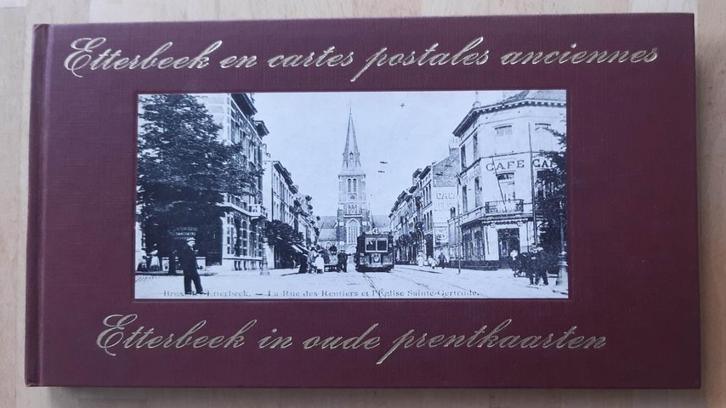 Etterbeek en cartes postales anciennes
CAFE CAFE
Etterbeek. — La Rue des Rentiers et l'Eglise Sainte-Gertrude.
Etterbeek in oude prentkaarten